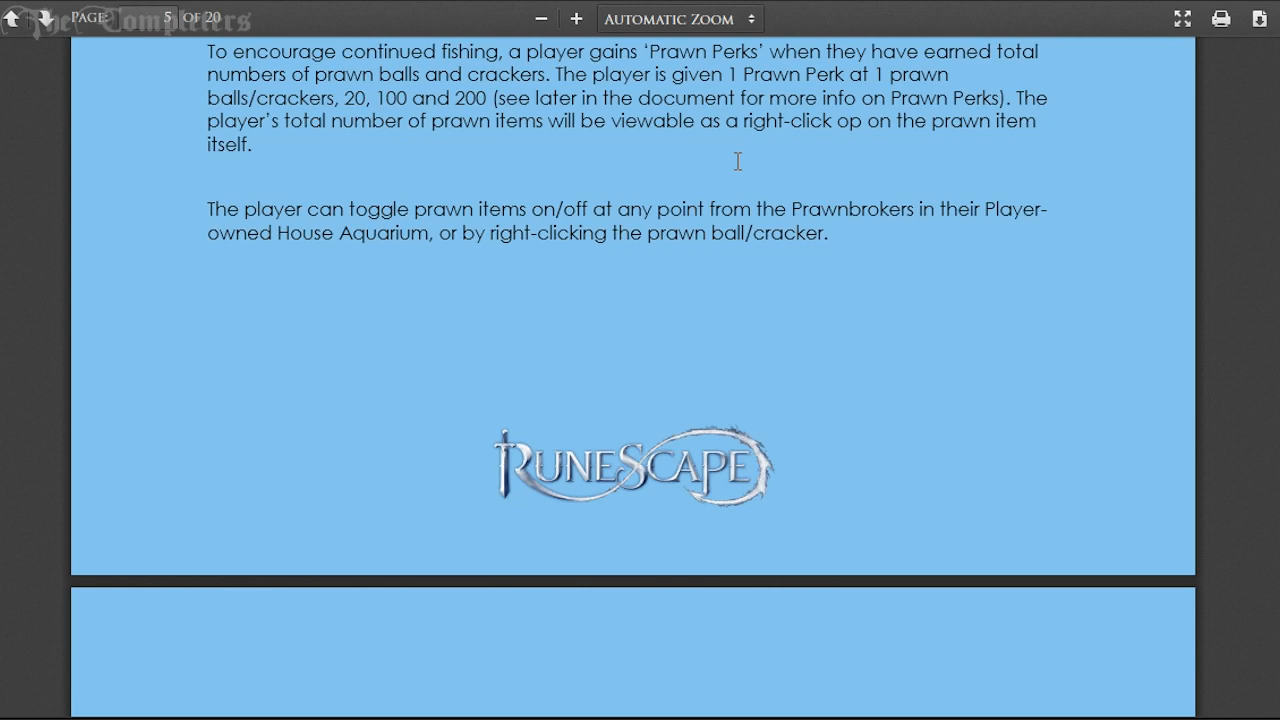 The Completers
PAGE: 5 OF 20
AUTOMATIC ZOOM
To encourage continued fishing, a player gains ‘Prawn Perks’ when they have earned total
numbers of prawn balls and crackers. The player is given 1 Prawn Perk at 1 prawn
balls/crackers, 20, 100 and 200 (see later in the document for more info on Prawn Perks). The
player’s total number of prawn items will be viewable as a right-click op on the prawn item
itself.
The player can toggle prawn items on/off at any point from the Prawnbrokers in their Player-
owned House Aquarium, or by right-clicking the prawn ball/cracker.
RUNESCAPE